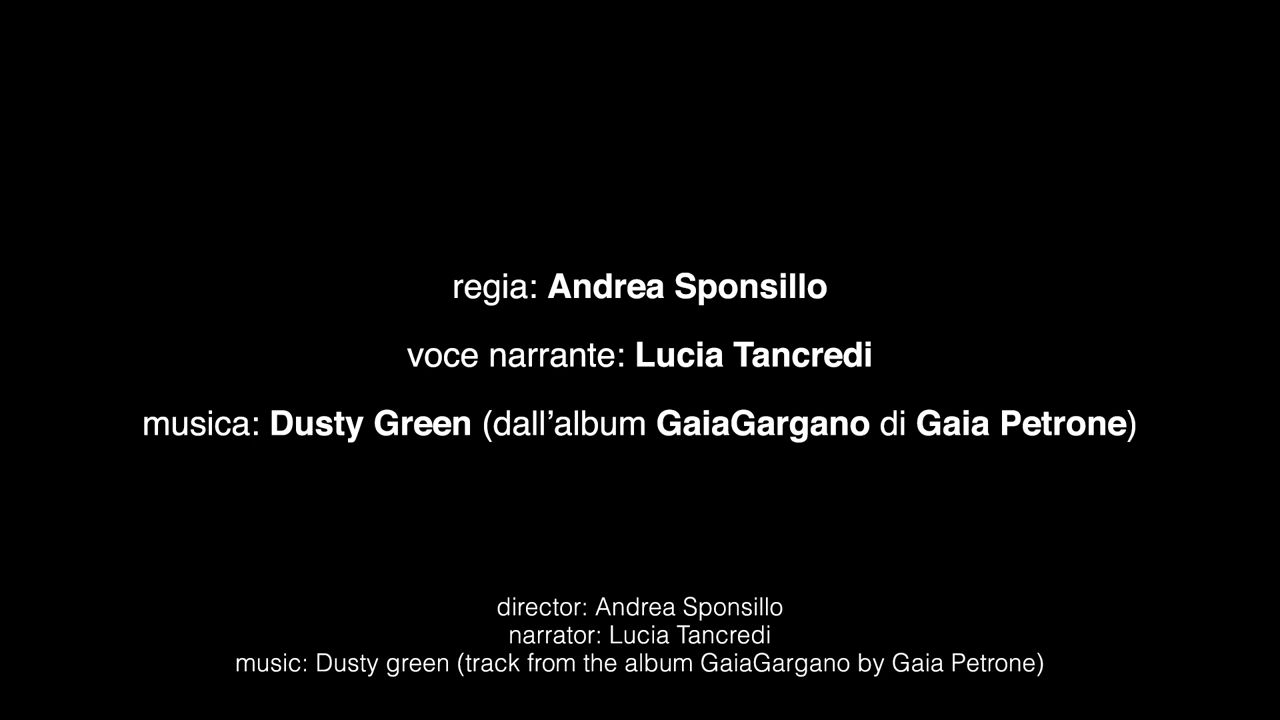 regia: Andrea Sponsillo
voce narrante: Lucia Tancredi
musica: Dusty Green (dall’album GaiaGargano di Gaia Petrone)
director: Andrea Sponsillo
narrator: Lucia Tancredi
music: Dusty green (track from the album GaiaGargano by Gaia Petrone)